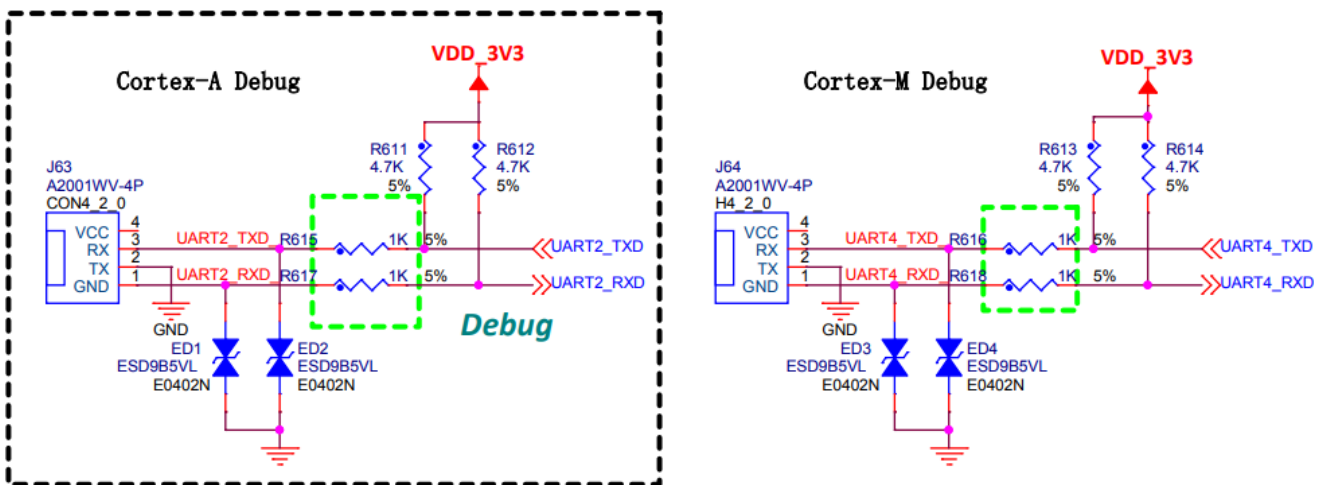 Cortex-A Debug
VDD_3V3
R611
4.7K
5%
R612
4.7K
5%
J63
A2001WV-4P
CON4_2_0
VCC
RX
TX
GND
4
3
2
1
UART2_TXD_
R615
1K
5%
UART2_TXD
UART2_RXD_
R617
1K
5%
UART2_RXD
GND
Debug
ED1
ESD9B5VL
E0402N
ED2
ESD9B5VL
E0402N
Cortex-M Debug
VDD_3V3
R613
4.7K
5%
R614
4.7K
5%
J64
A2001WV-4P
H4_2_0
VCC
RX
TX
GND
4
3
2
1
UART4_TXD_
R616
1K
5%
UART4_TXD
UART4_RXD_
R618
1K
5%
UART4_RXD
GND
ED3
ESD9B5VL
E0402N
ED4
ESD9B5VL
E0402N